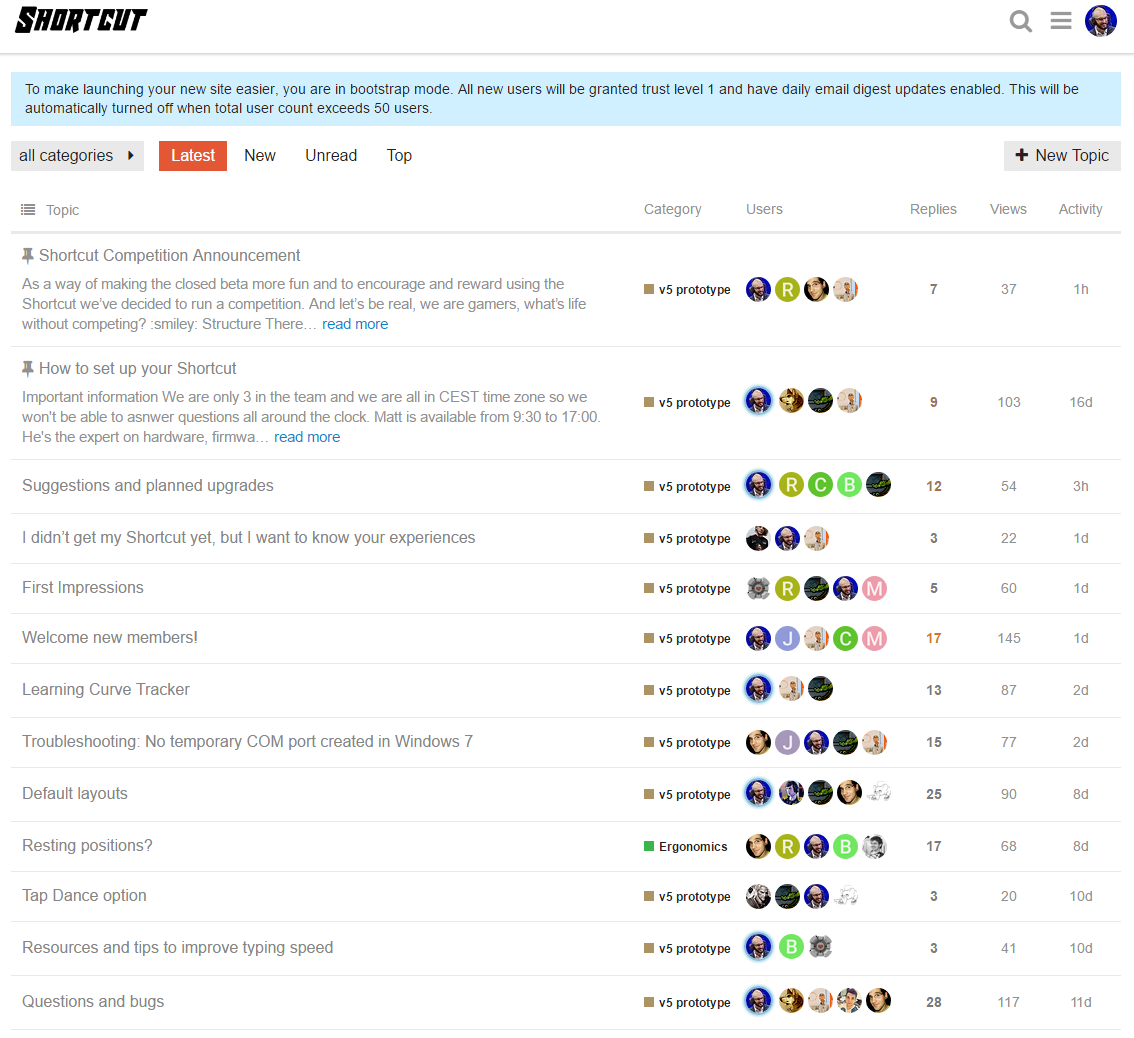 SHORTCUT
To make launching your new site easier, you are in bootstrap mode. All new users will be granted trust level 1 and have daily email digest updates enabled. This will be
automatically turned off when total user count exceeds 50 users.
all categories Latest New Unread Top + New Topic
Topic Category Users Replies Views Activity
Shortcut Competition Announcement
As a way of making the closed beta more fun and to encourage and reward using the
Shortcut we’ve decided to run a competition. And let’s be real, we are gamers, what’s life
without competing? :smiley: Structure There… read more
v5 prototype R 7 37 1h
How to set up your Shortcut
Important information We are only 3 in the team and we are all in CEST time zone so we
won't be able to asnwer questions all around the clock. Matt is available from 9:30 to 17:00.
He's the expert on hardware, firmwa… read more
v5 prototype 9 103 16d
Suggestions and planned upgrades v5 prototype R C B 12 54 3h
I didn’t get my Shortcut yet, but I want to know your experiences v5 prototype 3 22 1d
First Impressions v5 prototype R M 5 60 1d
Welcome new members! v5 prototype J C M 17 145 1d
Learning Curve Tracker v5 prototype 13 87 2d
Troubleshooting: No temporary COM port created in Windows 7 v5 prototype J 15 77 2d
Default layouts v5 prototype 25 90 8d
Resting positions? Ergonomics R B 17 68 8d
Tap Dance option v5 prototype 3 20 10d
Resources and tips to improve typing speed v5 prototype B 3 41 10d
Questions and bugs v5 prototype 28 117 11d